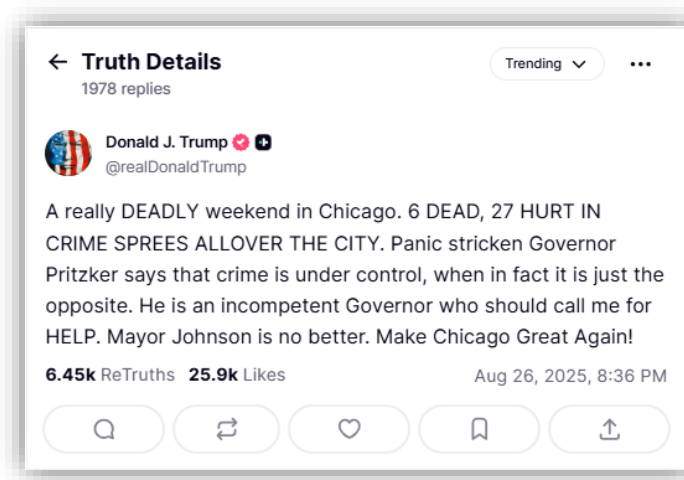 Truth Details
Trending
1978 replies
Donald J. Trump
@realDonaldTrump
A really DEADLY weekend in Chicago. 6 DEAD, 27 HURT IN
CRIME SPREES ALLOVER THE CITY. Panic stricken Governor
Pritzker says that crime is under control, when in fact it is just the
opposite. He is an incompetent Governor who should call me for
HELP. Mayor Johnson is no better. Make Chicago Great Again!
6.45k ReTruths 25.9k Likes
Aug 26, 2025, 8:36 PM